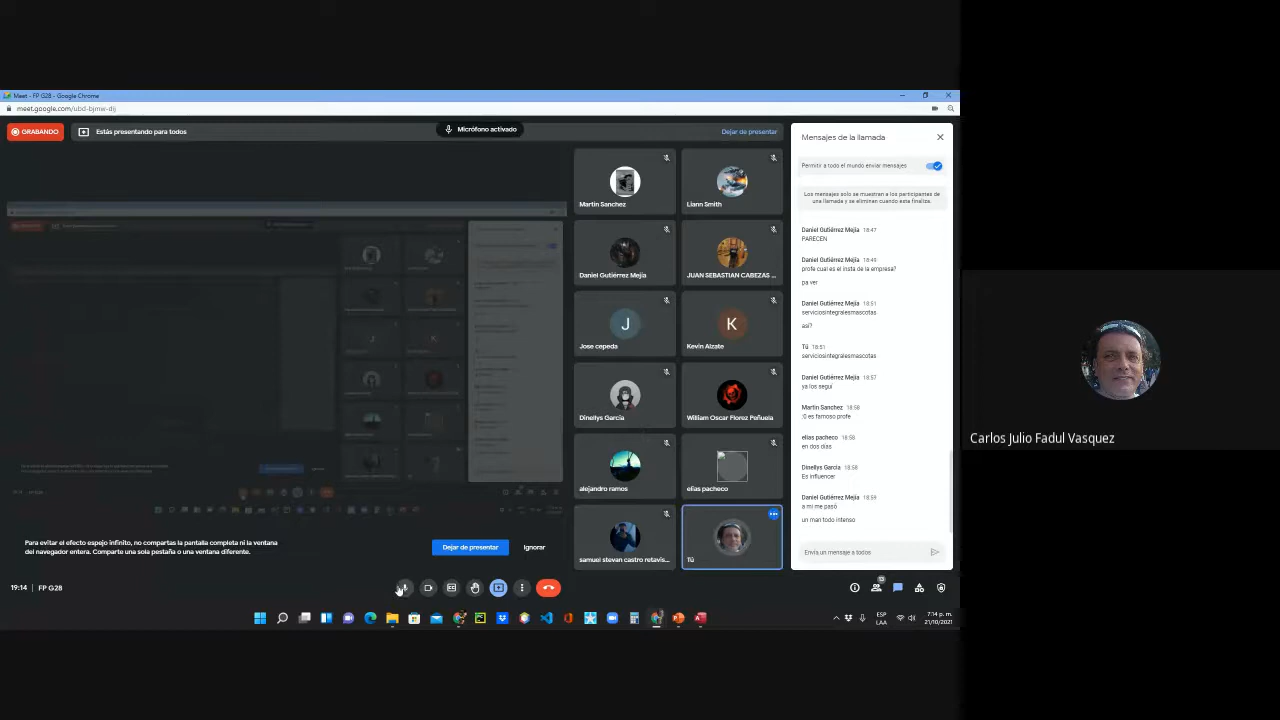 Meet - FP G28 - Google Chrome
meet.google.com/ubd-bjmw-dij
GRABANDO
Estás presentando para todos
Micrófono activado
Dejar de presentar
Martin Sanchez
Liann Smith
Daniel Gutiérrez Mejía
JUAN SEBASTIAN CABEZAS ...
Jose cepeda
Kevin Alzate
J
K
Dinellys García
William Oscar Florez Peñuela
alejandro ramos
elias pacheco
samuel stevan castro retavis...
Tú
Mensajes de la llamada
Permitir a todo el mundo enviar mensajes
Los mensajes solo se muestran a los participantes de
una llamada y se eliminan cuando esta finaliza.
Daniel Gutiérrez Mejía 18:47
PARECEN
Daniel Gutiérrez Mejía 18:49
profe cual es el insta de la empresa?
pa ver
Daniel Gutiérrez Mejía 18:51
serviciosintegralesmascotas
asi?
Tú 18:51
serviciosintegralesmascotas
Daniel Gutiérrez Mejía 18:57
ya los seguí
Martin Sanchez 18:58
:0 es famoso profe
elias pacheco 18:58
en dos dias
Dinellys García 18:58
Es influencer
Daniel Gutiérrez Mejía 18:59
a mi me pasó
un man todo intenso
Envía un mensaje a todos
Para evitar el efecto espejo infinito, no compartas la pantalla completa ni la ventana
del navegador entera. Comparte una sola pestaña o una ventana diferente.
Dejar de presentar
Ignorar
19:14 | FP G28
13
ESP
LAA
7:14 p. m.
21/10/2021
Carlos Julio Fadul Vasquez